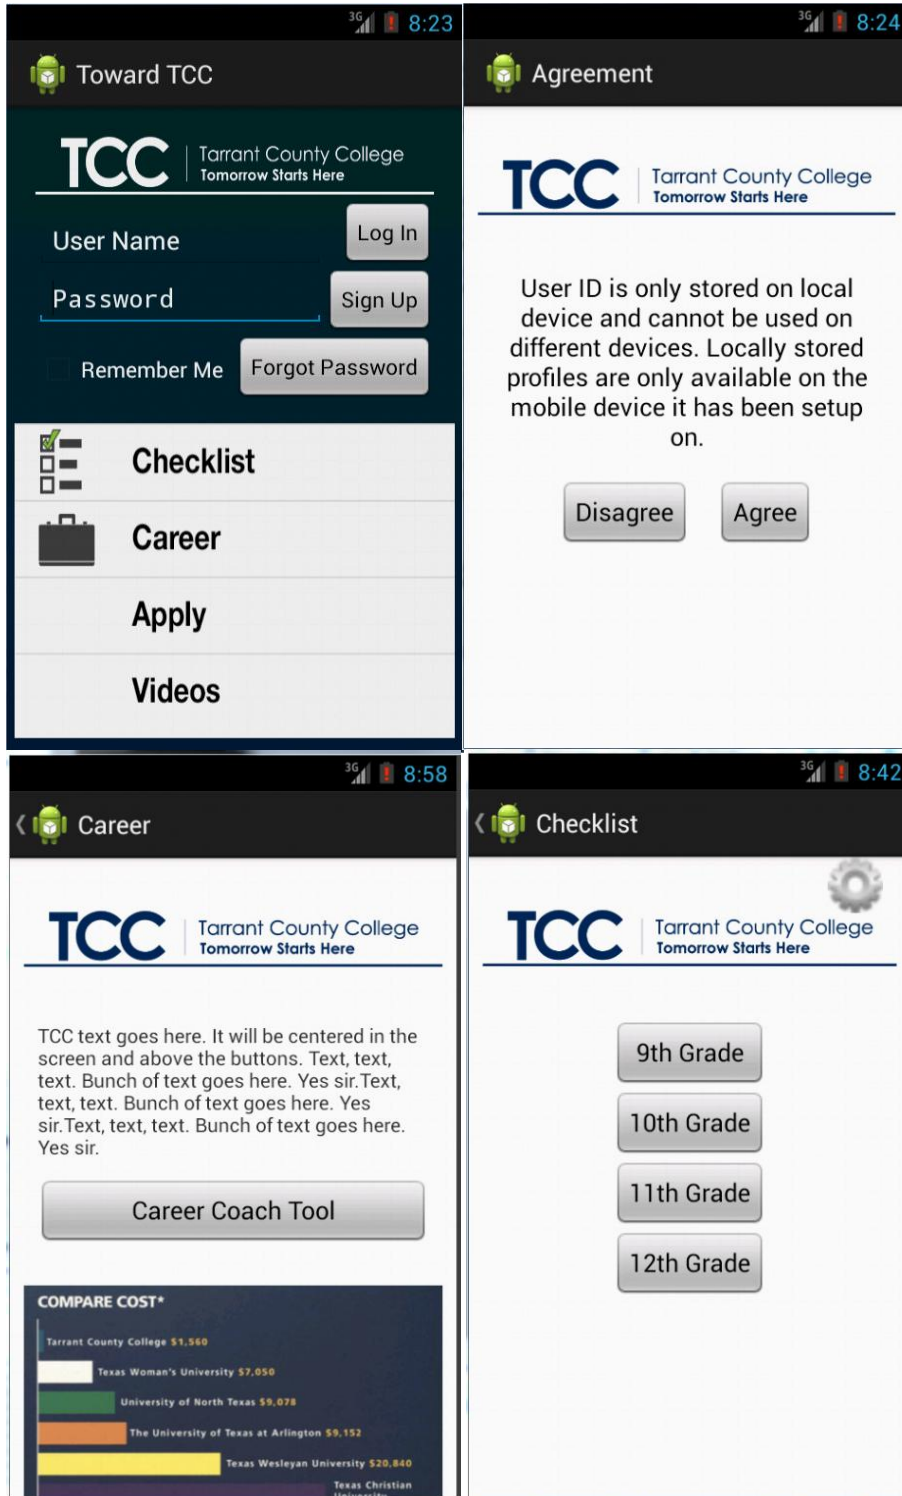 3G 8:23
Toward TCC
TCC Tarrant County College
Tomorrow Starts Here
User Name
Log In
Password
Sign Up
Remember Me
Forgot Password
Checklist
Career
Apply
Videos
3G 8:24
Agreement
TCC Tarrant County College
Tomorrow Starts Here
User ID is only stored on local
device and cannot be used on
different devices. Locally stored
profiles are only available on the
mobile device it has been setup
on.
Disagree
Agree
3G 8:58
Career
TCC Tarrant County College
Tomorrow Starts Here
TCC text goes here. It will be centered in the
screen and above the buttons. Text, text,
text. Bunch of text goes here. Yes sir.Text,
text, text. Bunch of text goes here. Yes
sir.Text, text, text. Bunch of text goes here.
Yes sir.
Career Coach Tool
COMPARE COST*
Tarrant County College $1,560
Texas Woman's University $7,050
University of North Texas $9,078
The University of Texas at Arlington $9,152
Texas Wesleyan University $20,840
Texas Christian
University
3G 8:42
Checklist
TCC Tarrant County College
Tomorrow Starts Here
9th Grade
10th Grade
11th Grade
12th Grade